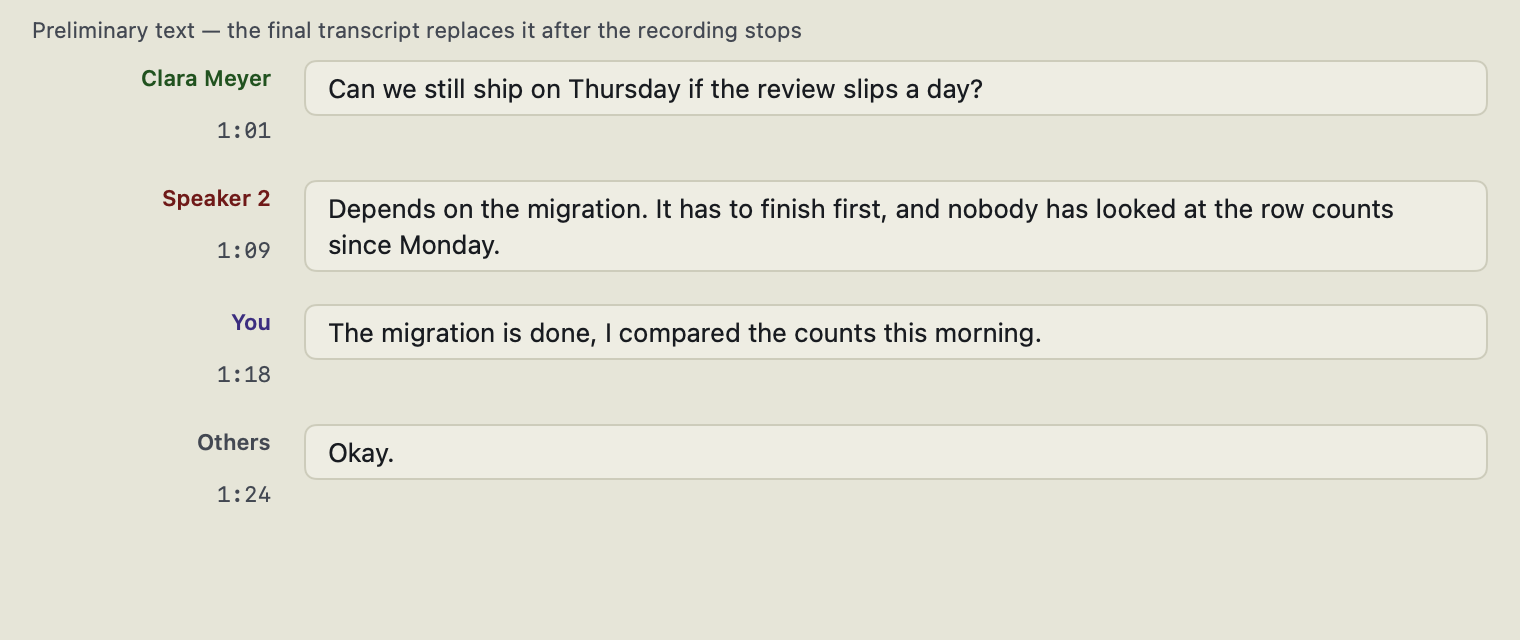 Preliminary text — the final transcript replaces it after the recording stops
Clara Meyer
Can we still ship on Thursday if the review slips a day?
1:01
Speaker 2
Depends on the migration. It has to finish first, and nobody has looked at the row counts
since Monday.
1:09
You
The migration is done, I compared the counts this morning.
1:18
Others
Okay.
1:24